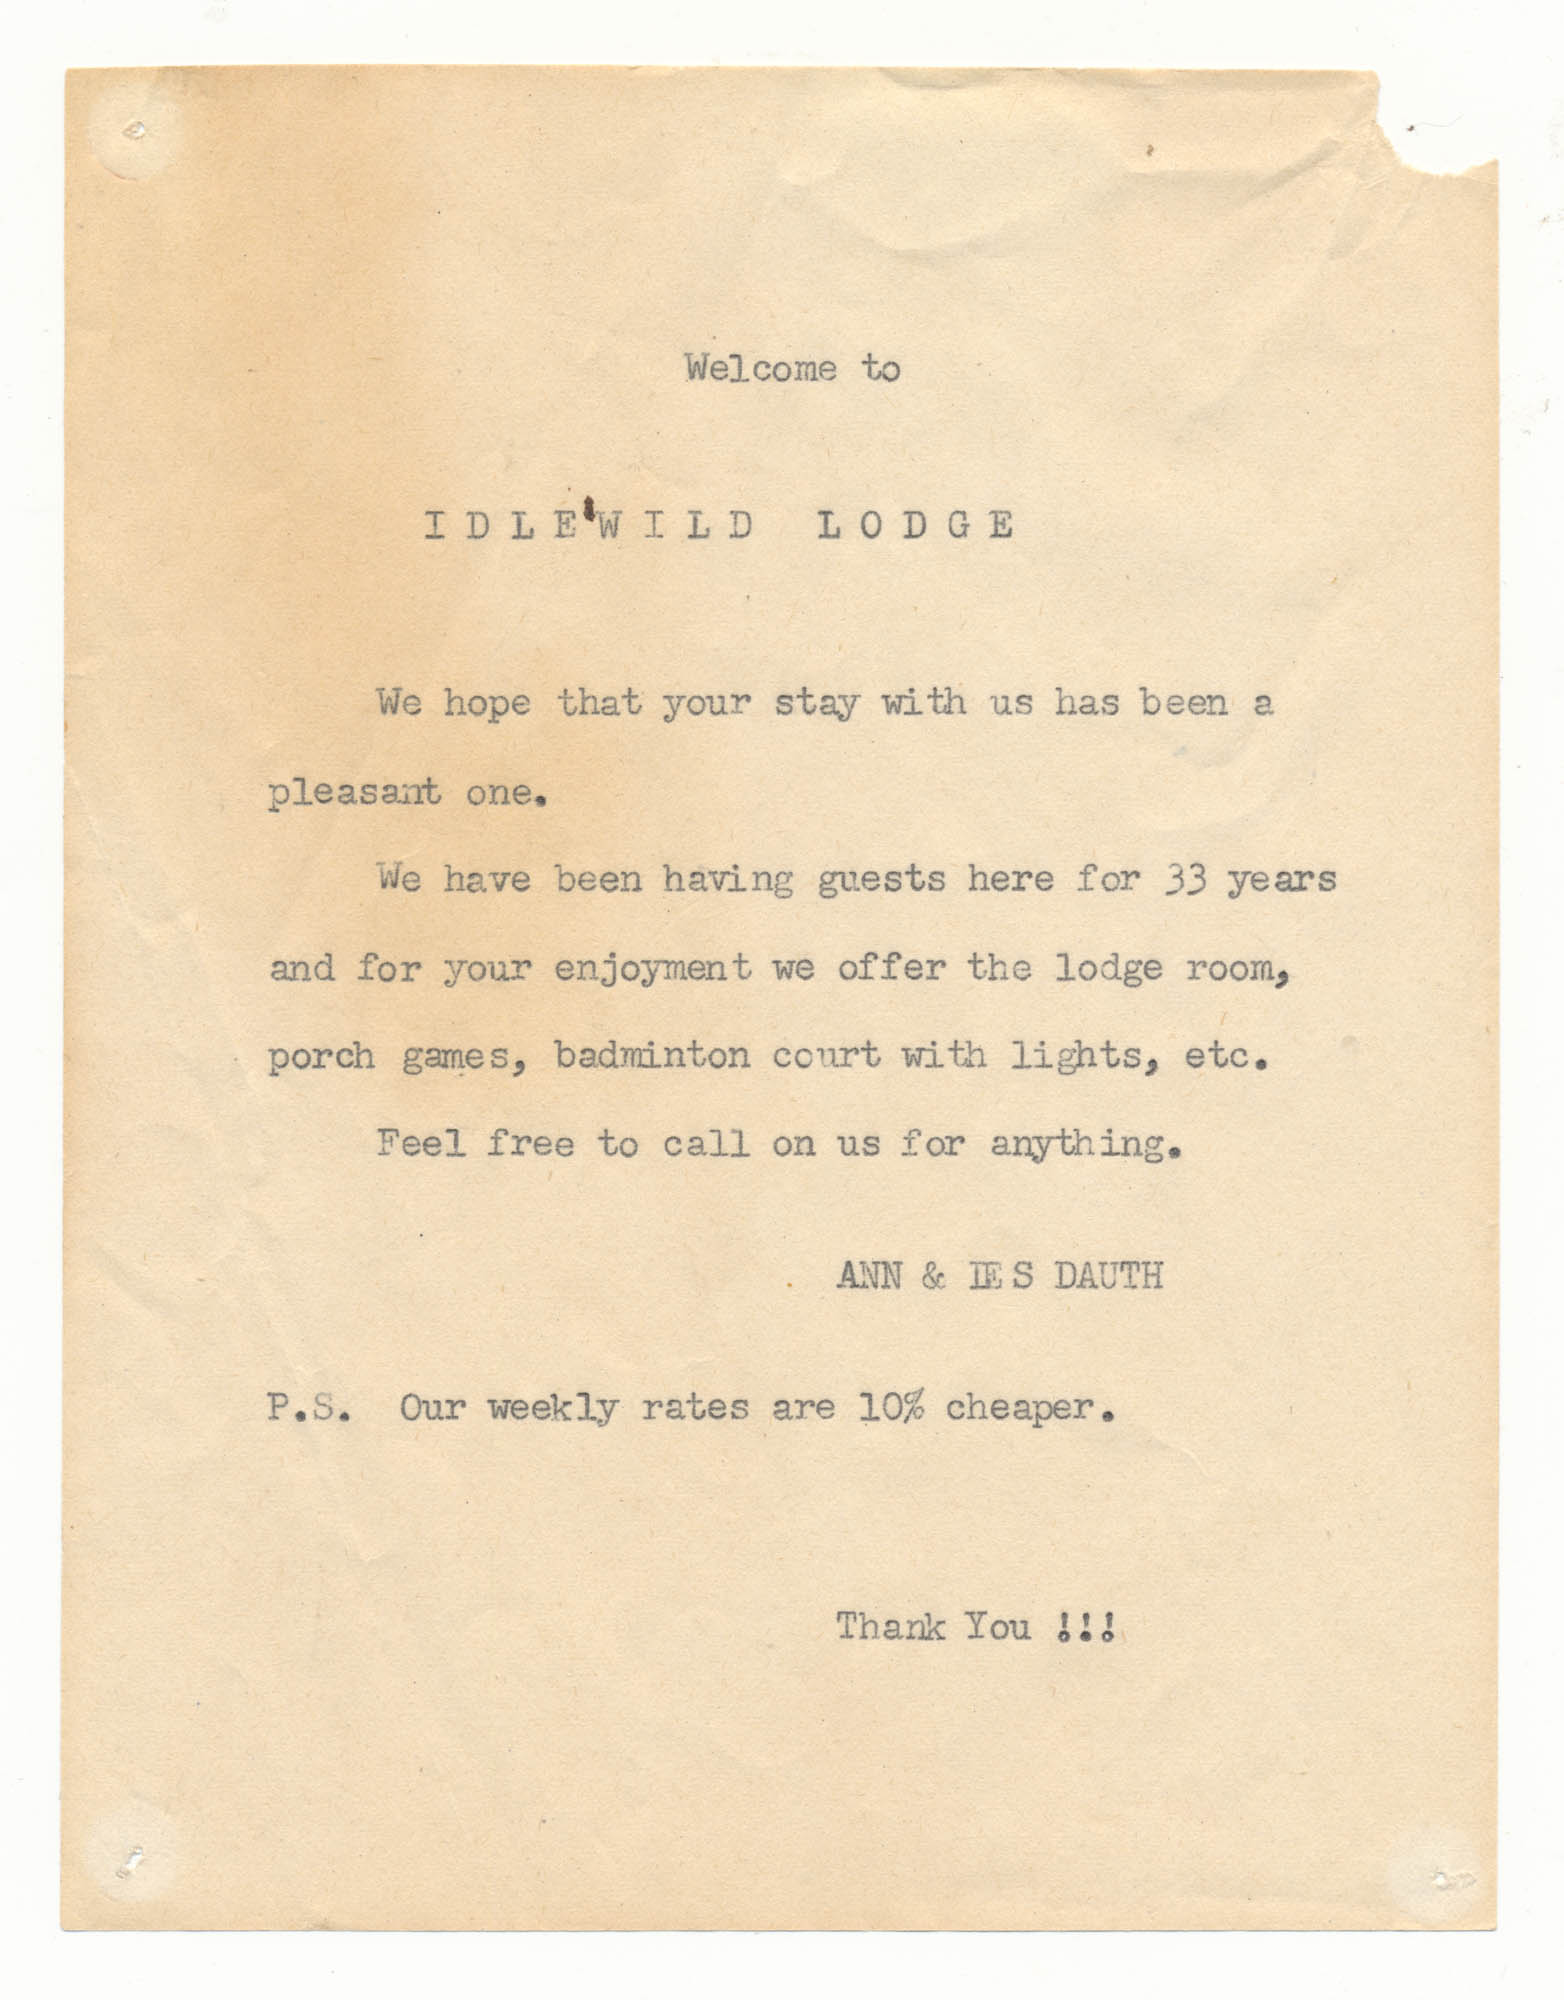 Welcome to
IDLEWILD LODGE
We hope that your stay with us has been a
pleasant one.
We have been having guests here for 33 years
and for your enjoyment we offer the lodge room,
porch games, badminton court with lights, etc.
Feel free to call on us for anything.
ANN & LES DAUTH
P.S. Our weekly rates are 10% cheaper.
Thank You !!!